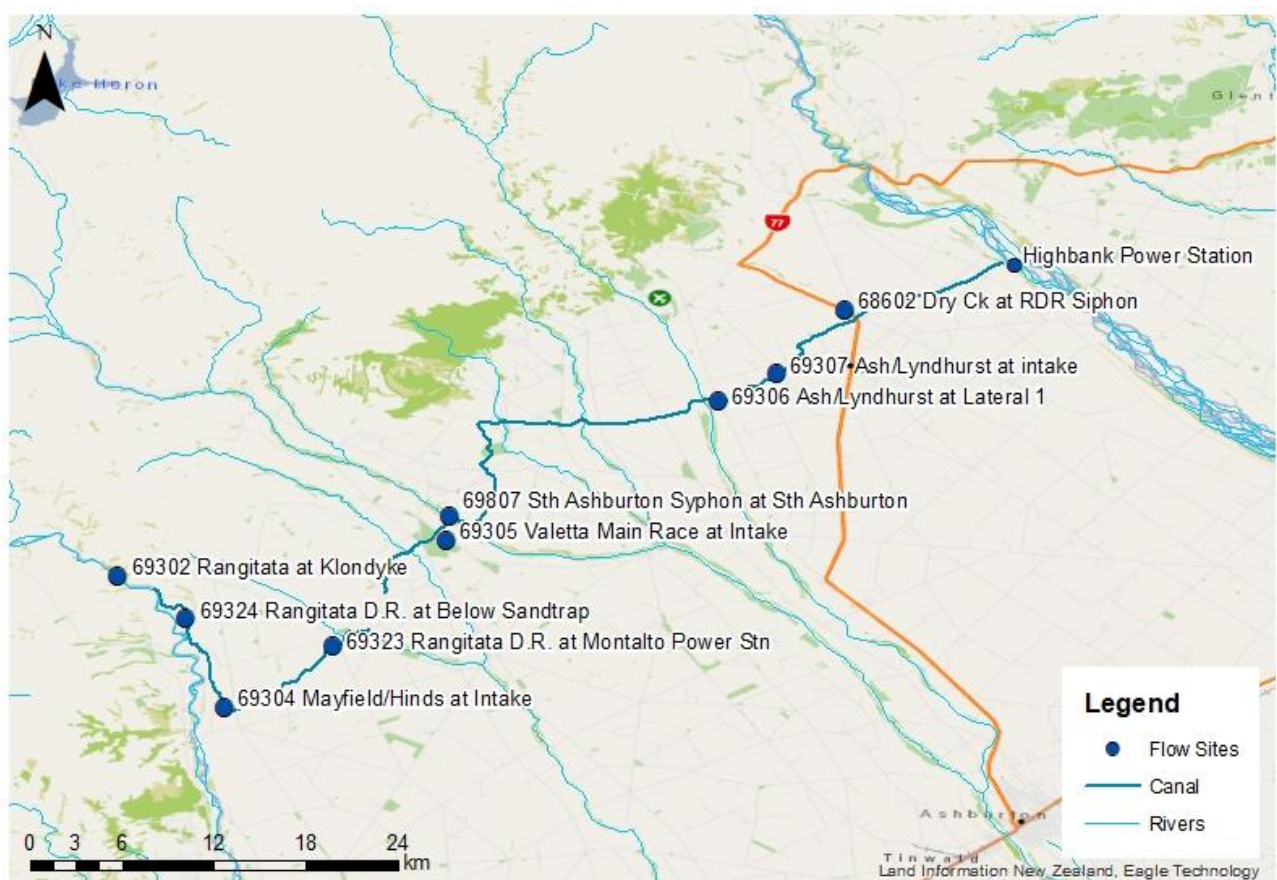 N
Heron
Glent
77
Highbank Power Station
68602 Dry Ck at RDR Siphon
69307 Ash/Lyndhurst at intake
69306 Ash/Lyndhurst at Lateral 1
69807 Sth Ashburton Syphon at Sth Ashburton
69305 Valetta Main Race at Intake
69302 Rangitata at Klondyke
69324 Rangitata D.R. at Below Sandtrap
69323 Rangitata D.R. at Montalto Power Stn
69304 Mayfield/Hinds at Intake
Legend
Flow Sites
Canal
Rivers
Ashburton
Tinwald
0 3 6 12 18 24
km
Land Information New Zealand, Eagle Technology